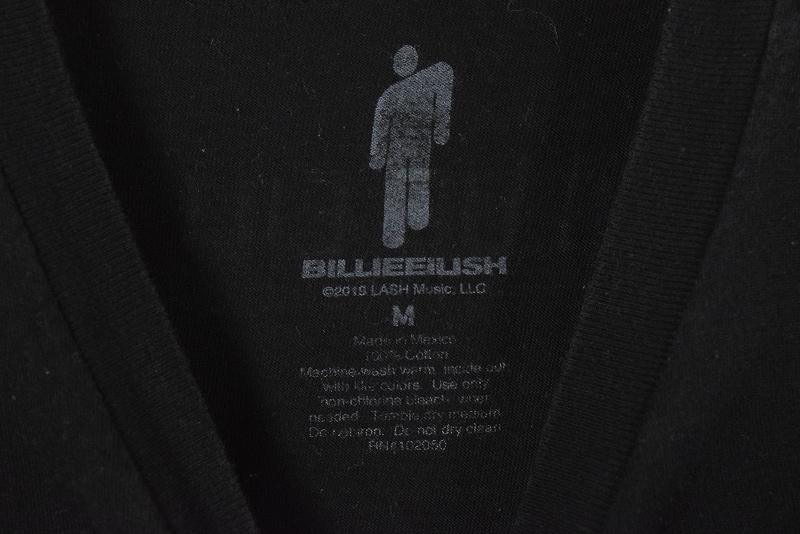 BILLIEEILISH
©2019 LASH Music, LLC
M
Made in Mexico
100% Cotton
Machine wash warm, inside out
with like colors. Use only
non-chlorine bleach, when
needed. Tumble dry medium.
Do not iron. Do not dry clean.
RN#102050